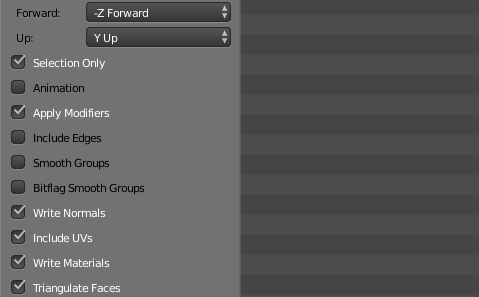 Forward: -Z Forward
Up: Y Up
Selection Only
Animation
Apply Modifiers
Include Edges
Smooth Groups
Bitflag Smooth Groups
Write Normals
Include UVs
Write Materials
Triangulate Faces